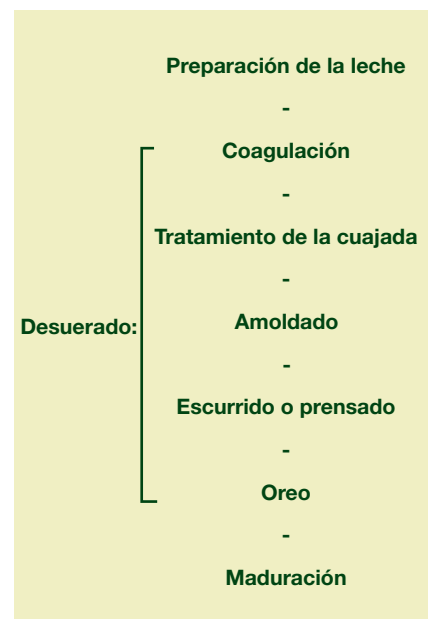 Preparación de la leche
-
Coagulación
-
Tratamiento de la cuajada
-
Desuerado:
Amoldado
-
Escurrido o prensado
-
Oreo
-
Maduración